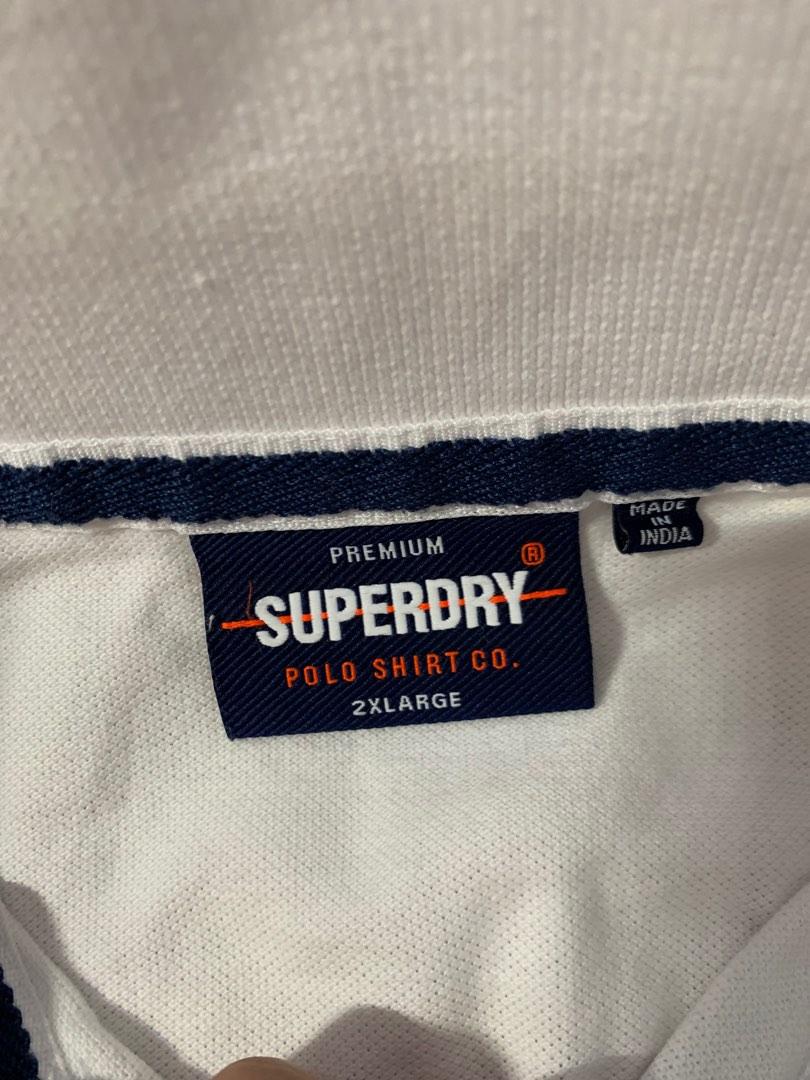 PREMIUM
®
SUPERDRY
POLO SHIRT CO.
2XLARGE
MADE
IN
INDIA